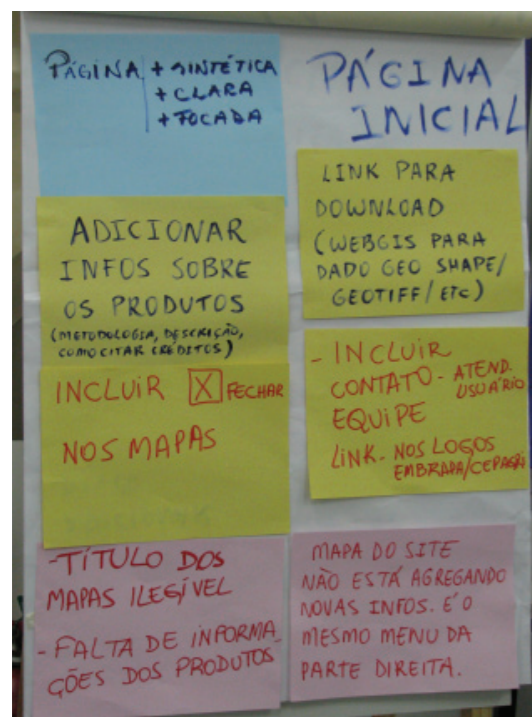 PÁGINA INICIAL
PÁGINA + SINTÉTICA
+ CLARA
+ FOCADA
LINK PARA
DOWNLOAD
(WEBGIS PARA
DADO GEO SHAPE/
GEOTIFF/ETC)
ADICIONAR
INFOS SOBRE
OS PRODUTOS
(METODOLOGIA, DESCRIÇÃO,
COMO CITAR CRÉDITOS)
- INCLUIR
CONTATO - ATEND.
USUÁRIO
EQUIPE
LINK - NOS LOGOS
EMBRAPA/CEPAGRI
INCLUIR X FECHAR
NOS MAPAS
- TÍTULO DOS
MAPAS ILEGÍVEL
- FALTA DE INFORMA_
ÇÕES DOS PRODUTOS
MAPA DO SITE
NÃO ESTÁ AGREGANDO
NOVAS INFOS. É O
MESMO MENU DA
PARTE DIREITA.